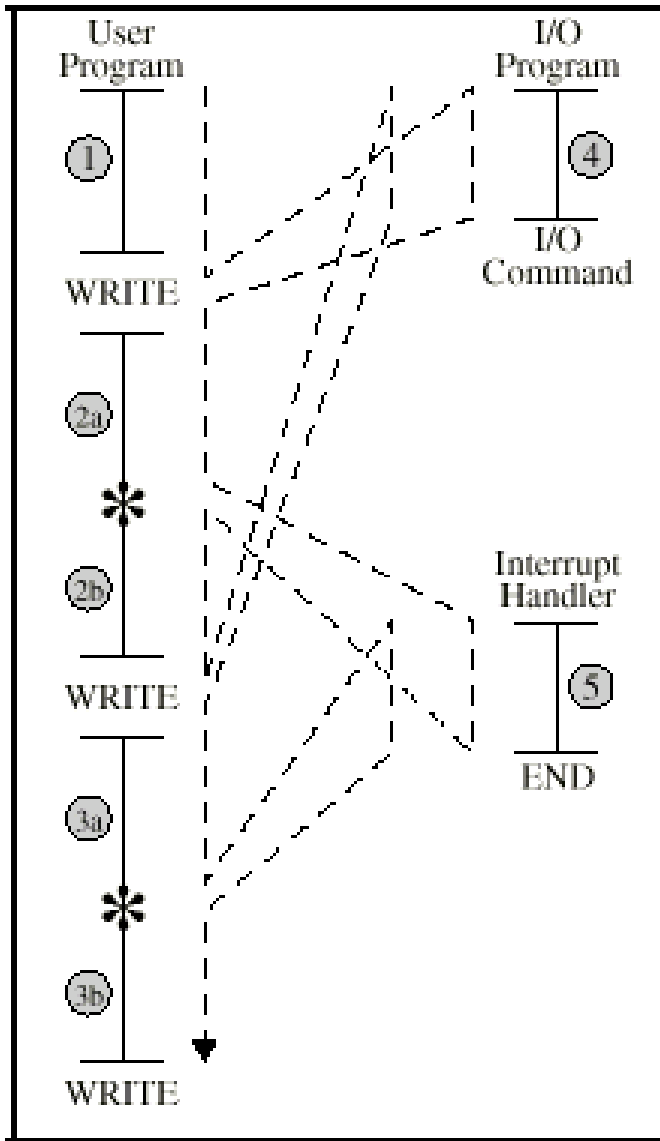 User
Program
1
WRITE
2a
2b
WRITE
3a
3b
WRITE
I/O
Program
4
I/O
Command
Interrupt
Handler
5
END